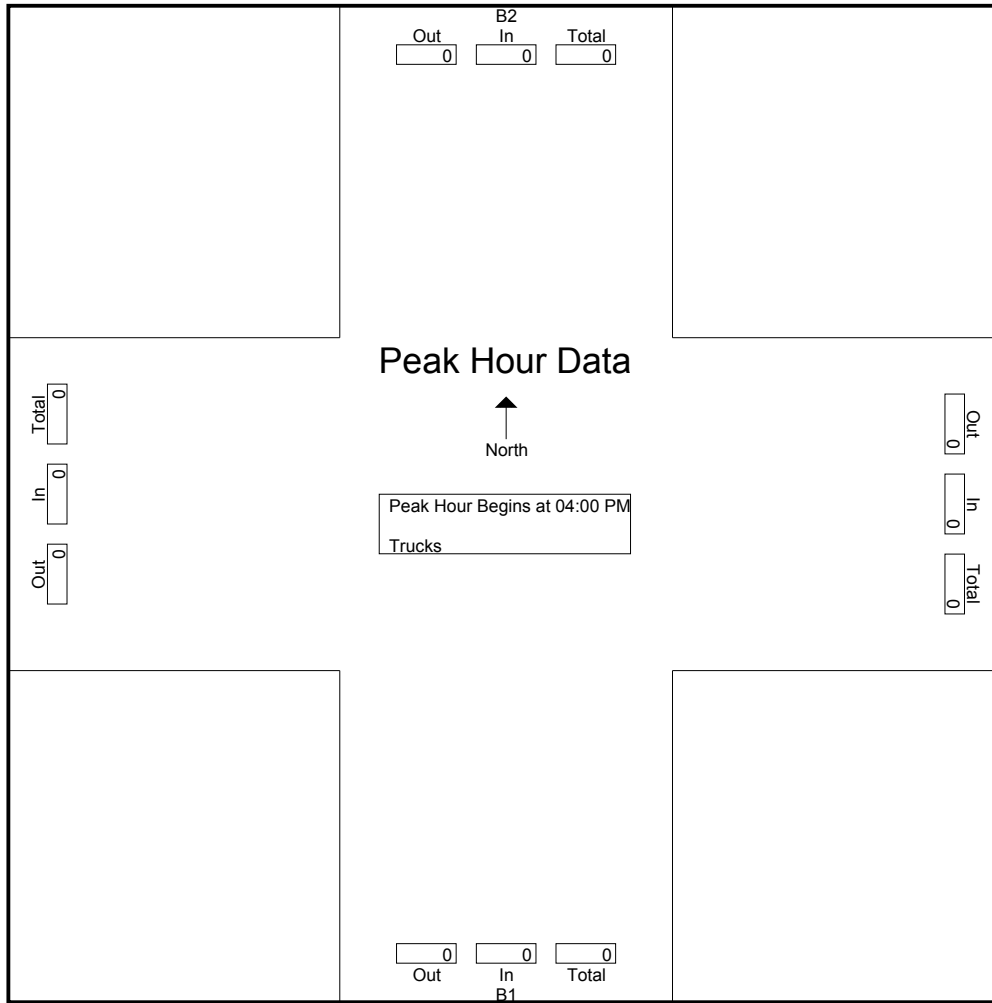 B2
Out In Total
0 0 0
Peak Hour Data
North
Peak Hour Begins at 04:00 PM
Trucks
Total 0
In 0
Out 0
Out 0
In 0
Total 0
0 0 0
Out In Total
B1